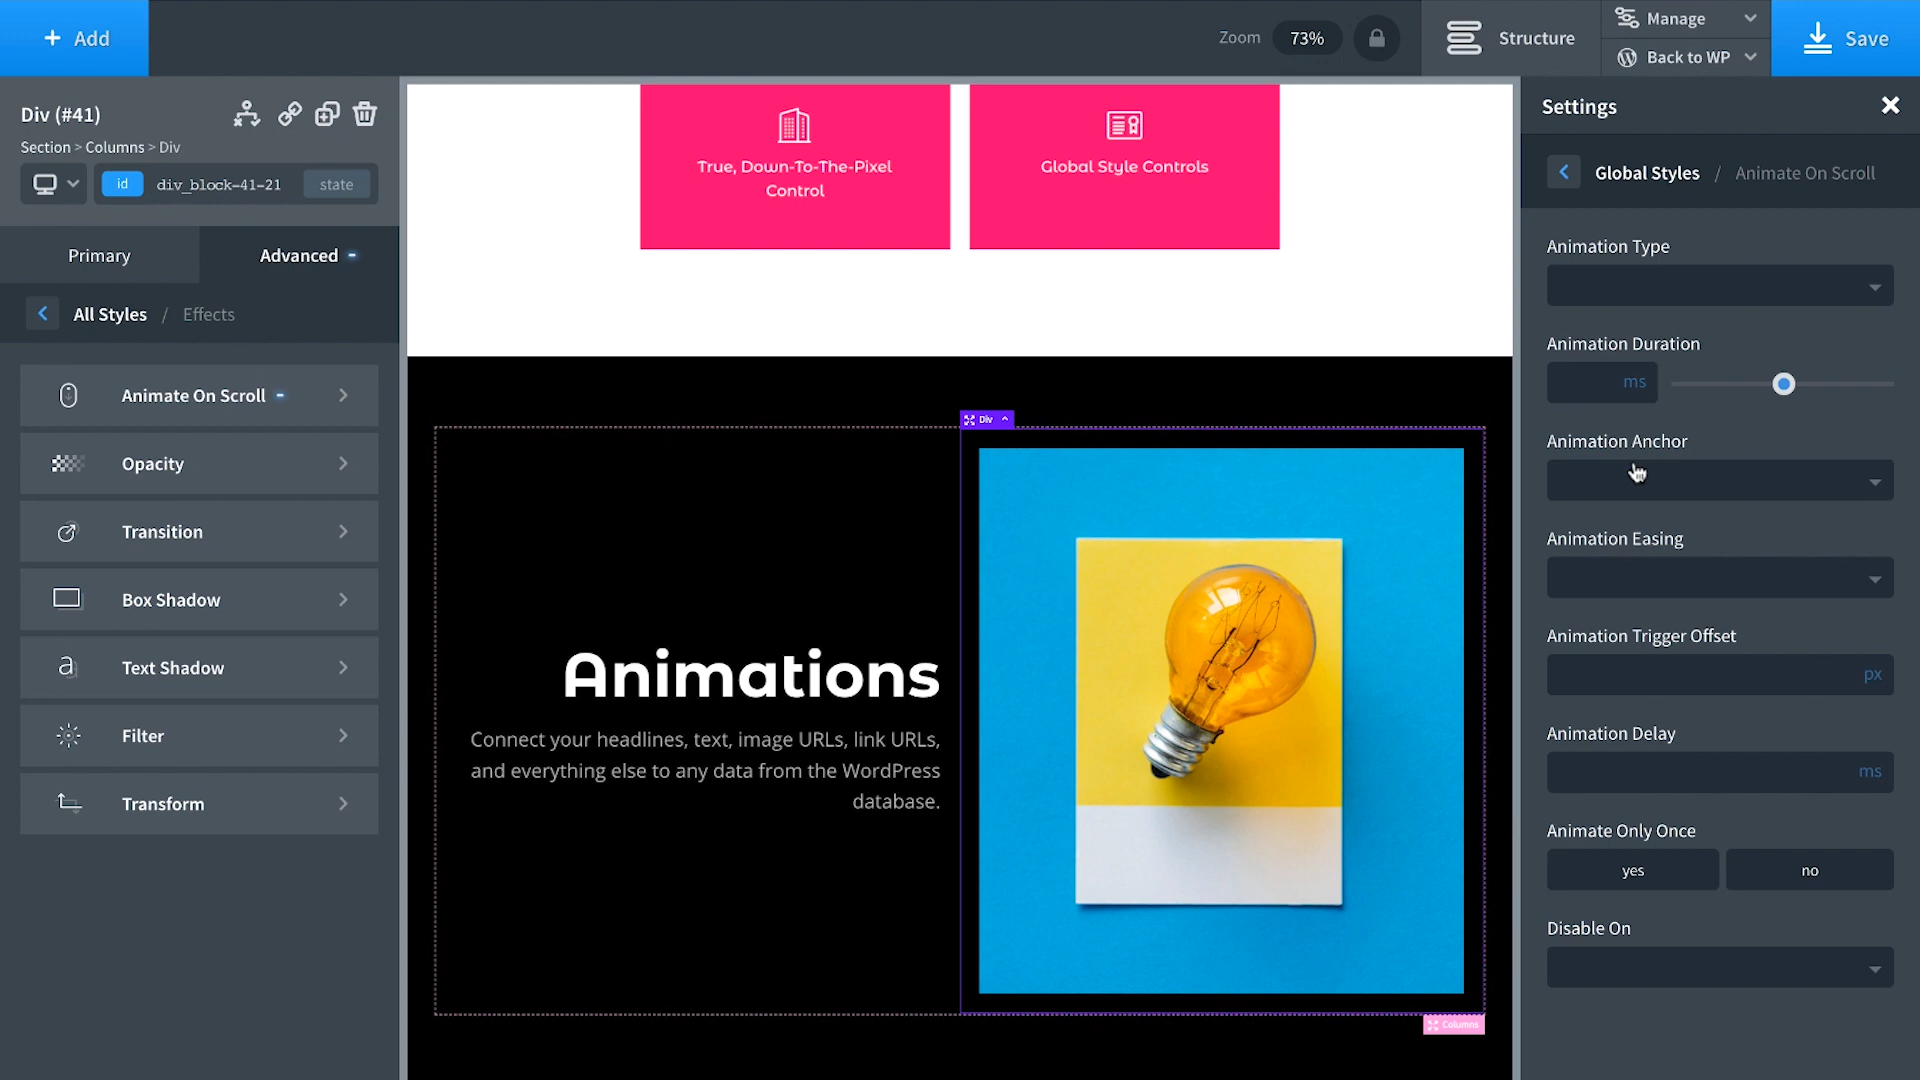 Add
Zoom
73%
Structure
Manage
Back to WP
Save
Div (#41)
Section > Columns > Div
id
div_block-41-21
state
Primary
Advanced
All Styles / Effects
Animate On Scroll
Opacity
Transition
Box Shadow
Text Shadow
Filter
Transform
True, Down-To-The-Pixel
Control
Global Style Controls
Div
Animations
Connect your headlines, text, image URLs, link URLs,
and everything else to any data from the WordPress
database.
Columns
Settings
Global Styles / Animate On Scroll
Animation Type
Animation Duration
ms
Animation Anchor
Animation Easing
Animation Trigger Offset
px
Animation Delay
ms
Animate Only Once
yes
no
Disable On